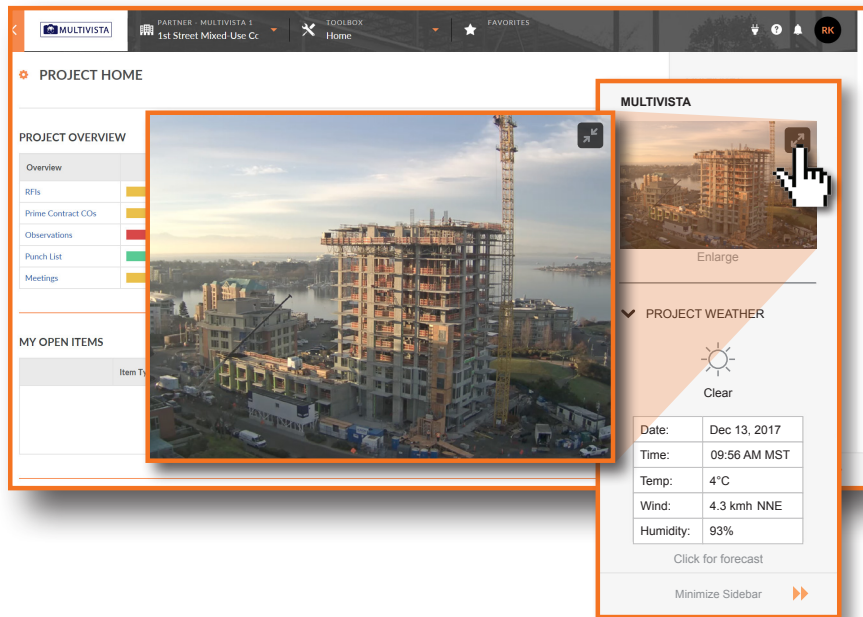 MULTIVISTA
PARTNER - MULTIVISTA 1
1st Street Mixed-Use Cc
TOOLBOX
Home
FAVORITES
RK
PROJECT HOME
PROJECT OVERVIEW
Overview
RFIs
Prime Contract COs
Observations
Punch List
Meetings
MY OPEN ITEMS
Item Ty
MULTIVISTA
Enlarge
PROJECT WEATHER
Clear
Date: Dec 13, 2017
Time: 09:56 AM MST
Temp: 4°C
Wind: 4.3 kmh NNE
Humidity: 93%
Click for forecast
Minimize Sidebar